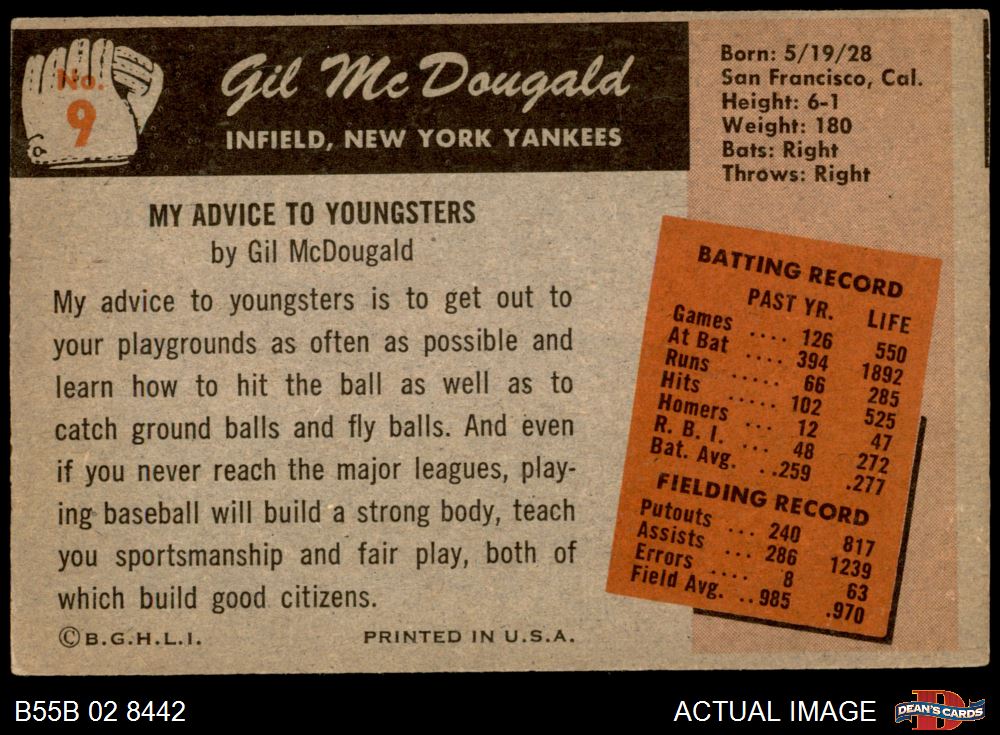 No.
9
Gil McDougald
INFIELD, NEW YORK YANKEES
Born: 5/19/28
San Francisco, Cal.
Height: 6-1
Weight: 180
Bats: Right
Throws: Right
MY ADVICE TO YOUNGSTERS
by Gil McDougald
My advice to youngsters is to get out to
your playgrounds as often as possible and
learn how to hit the ball as well as to
catch ground balls and fly balls. And even
if you never reach the major leagues, play-
ing baseball will build a strong body, teach
you sportsmanship and fair play, both of
which build good citizens.
©B.G.H.L.I. PRINTED IN U.S.A.
BATTING RECORD
PAST YR. LIFE
Games .... 126 550
At Bat .... 394 1892
Runs ..... 66 285
Hits ..... 102 525
Homers ... 12 47
R. B. I. ... 48 272
Bat. Avg. ..259 .277
FIELDING RECORD
Putouts ... 240 817
Assists ... 286 1239
Errors .... 8 63
Field Avg. ..985 .970
B55B 02 8442
ACTUAL IMAGE
D
DEAN'S CARDS